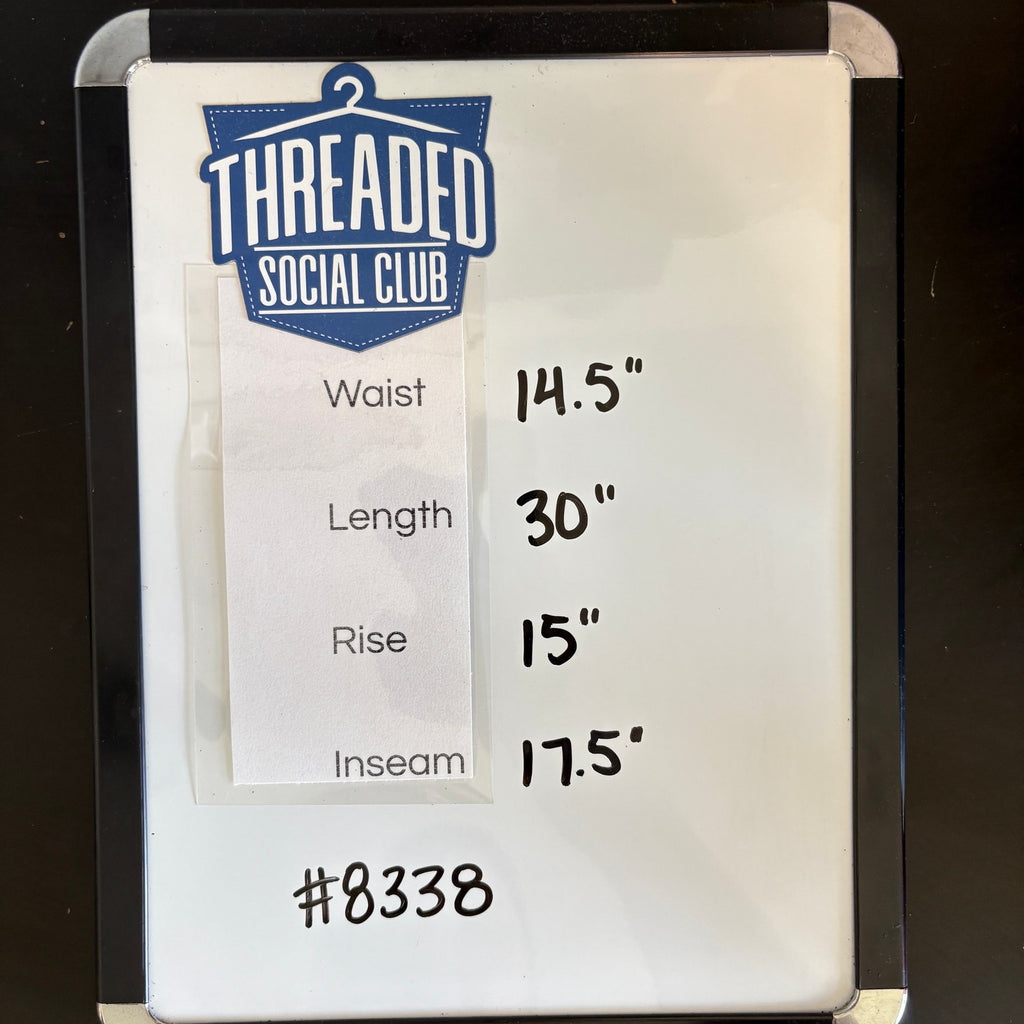 THREADED
SOCIAL CLUB
Waist 14.5"
Length 30"
Rise 15"
Inseam 17.5"
#8338